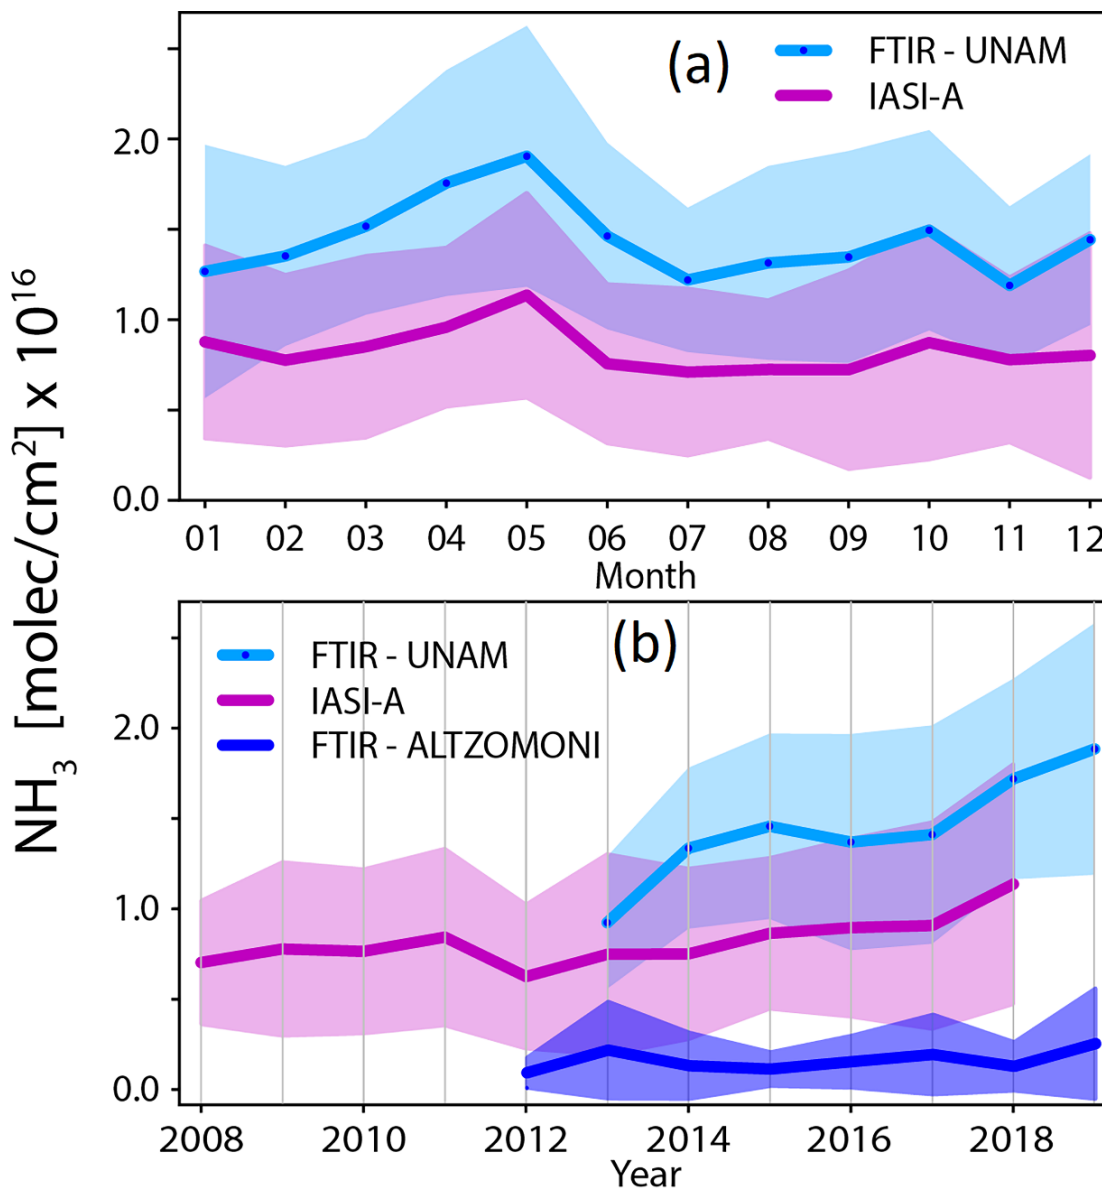 (a)
FTIR - UNAM
IASI-A
2.0
1.0
0.0
01 02 03 04 05 06 07 08 09 10 11 12
Month
NH3 [molec/cm2] x 10^16
(b)
FTIR - UNAM
IASI-A
FTIR - ALTZOMONI
2.0
1.0
0.0
2008 2010 2012 2014 2016 2018
Year